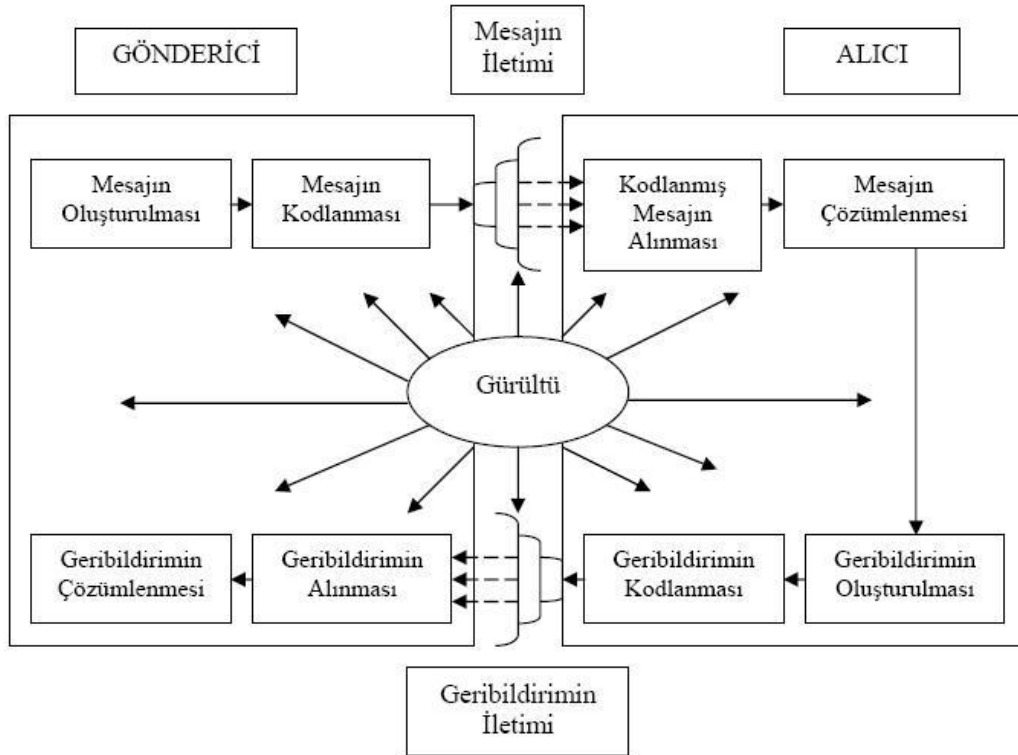 GÖNDERİCİ
Mesajın
İletimi
ALICI
Mesajın
Oluşturulması
Mesajın
Kodlanması
Kodlanmış
Mesajın
Alınması
Mesajın
Çözümlenmesi
Gürültü
Geribildirimin
Çözümlenmesi
Geribildirimin
Alınması
Geribildirimin
Kodlanması
Geribildirimin
Oluşturulması
Geribildirimin
İletimi